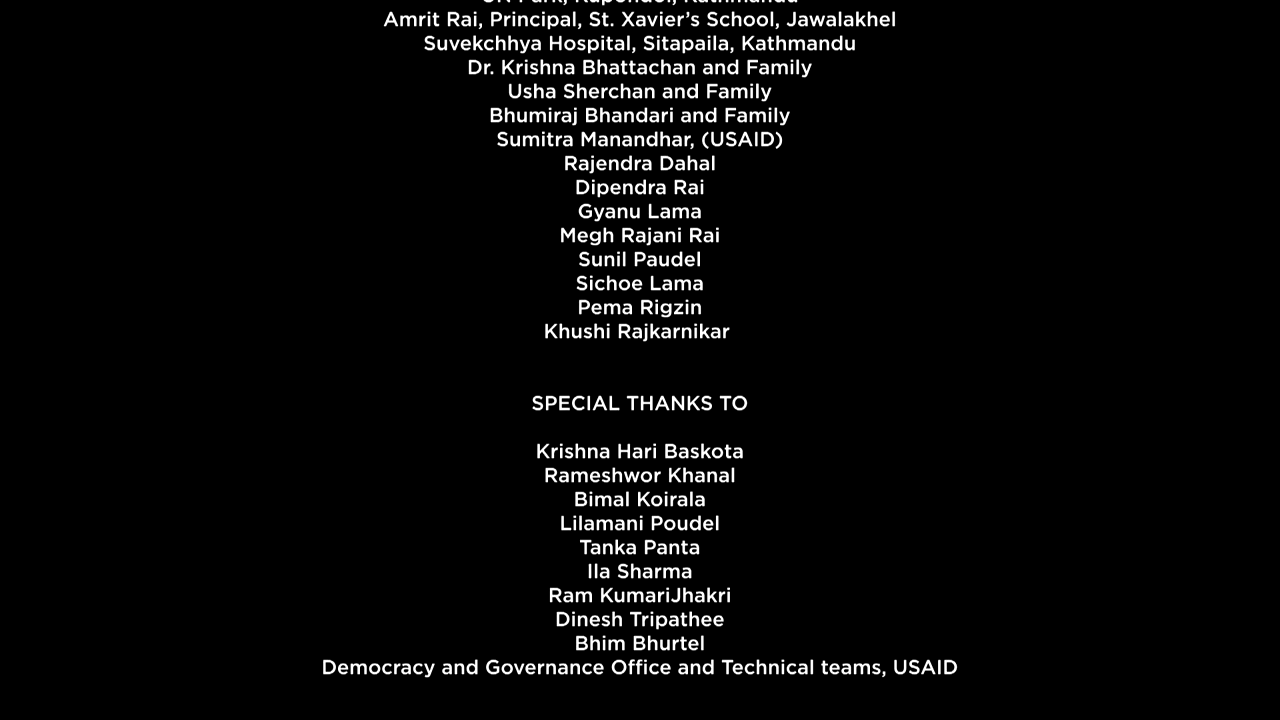 Kathmandu
Amrit Rai, Principal, St. Xavier's School, Jawalakhel
Suvekchhya Hospital, Sitapaila, Kathmandu
Dr. Krishna Bhattachan and Family
Usha Sherchan and Family
Bhumiraj Bhandari and Family
Sumitra Manandhar, (USAID)
Rajendra Dahal
Dipendra Rai
Gyanu Lama
Megh Rajani Rai
Sunil Paudel
Sichoe Lama
Pema Rigzin
Khushi Rajkarnikar
SPECIAL THANKS TO
Krishna Hari Baskota
Rameshwor Khanal
Bimal Koirala
Lilamani Poudel
Tanka Panta
Ila Sharma
Ram KumariJhakri
Dinesh Tripathee
Bhim Bhurtel
Democracy and Governance Office and Technical teams, USAID